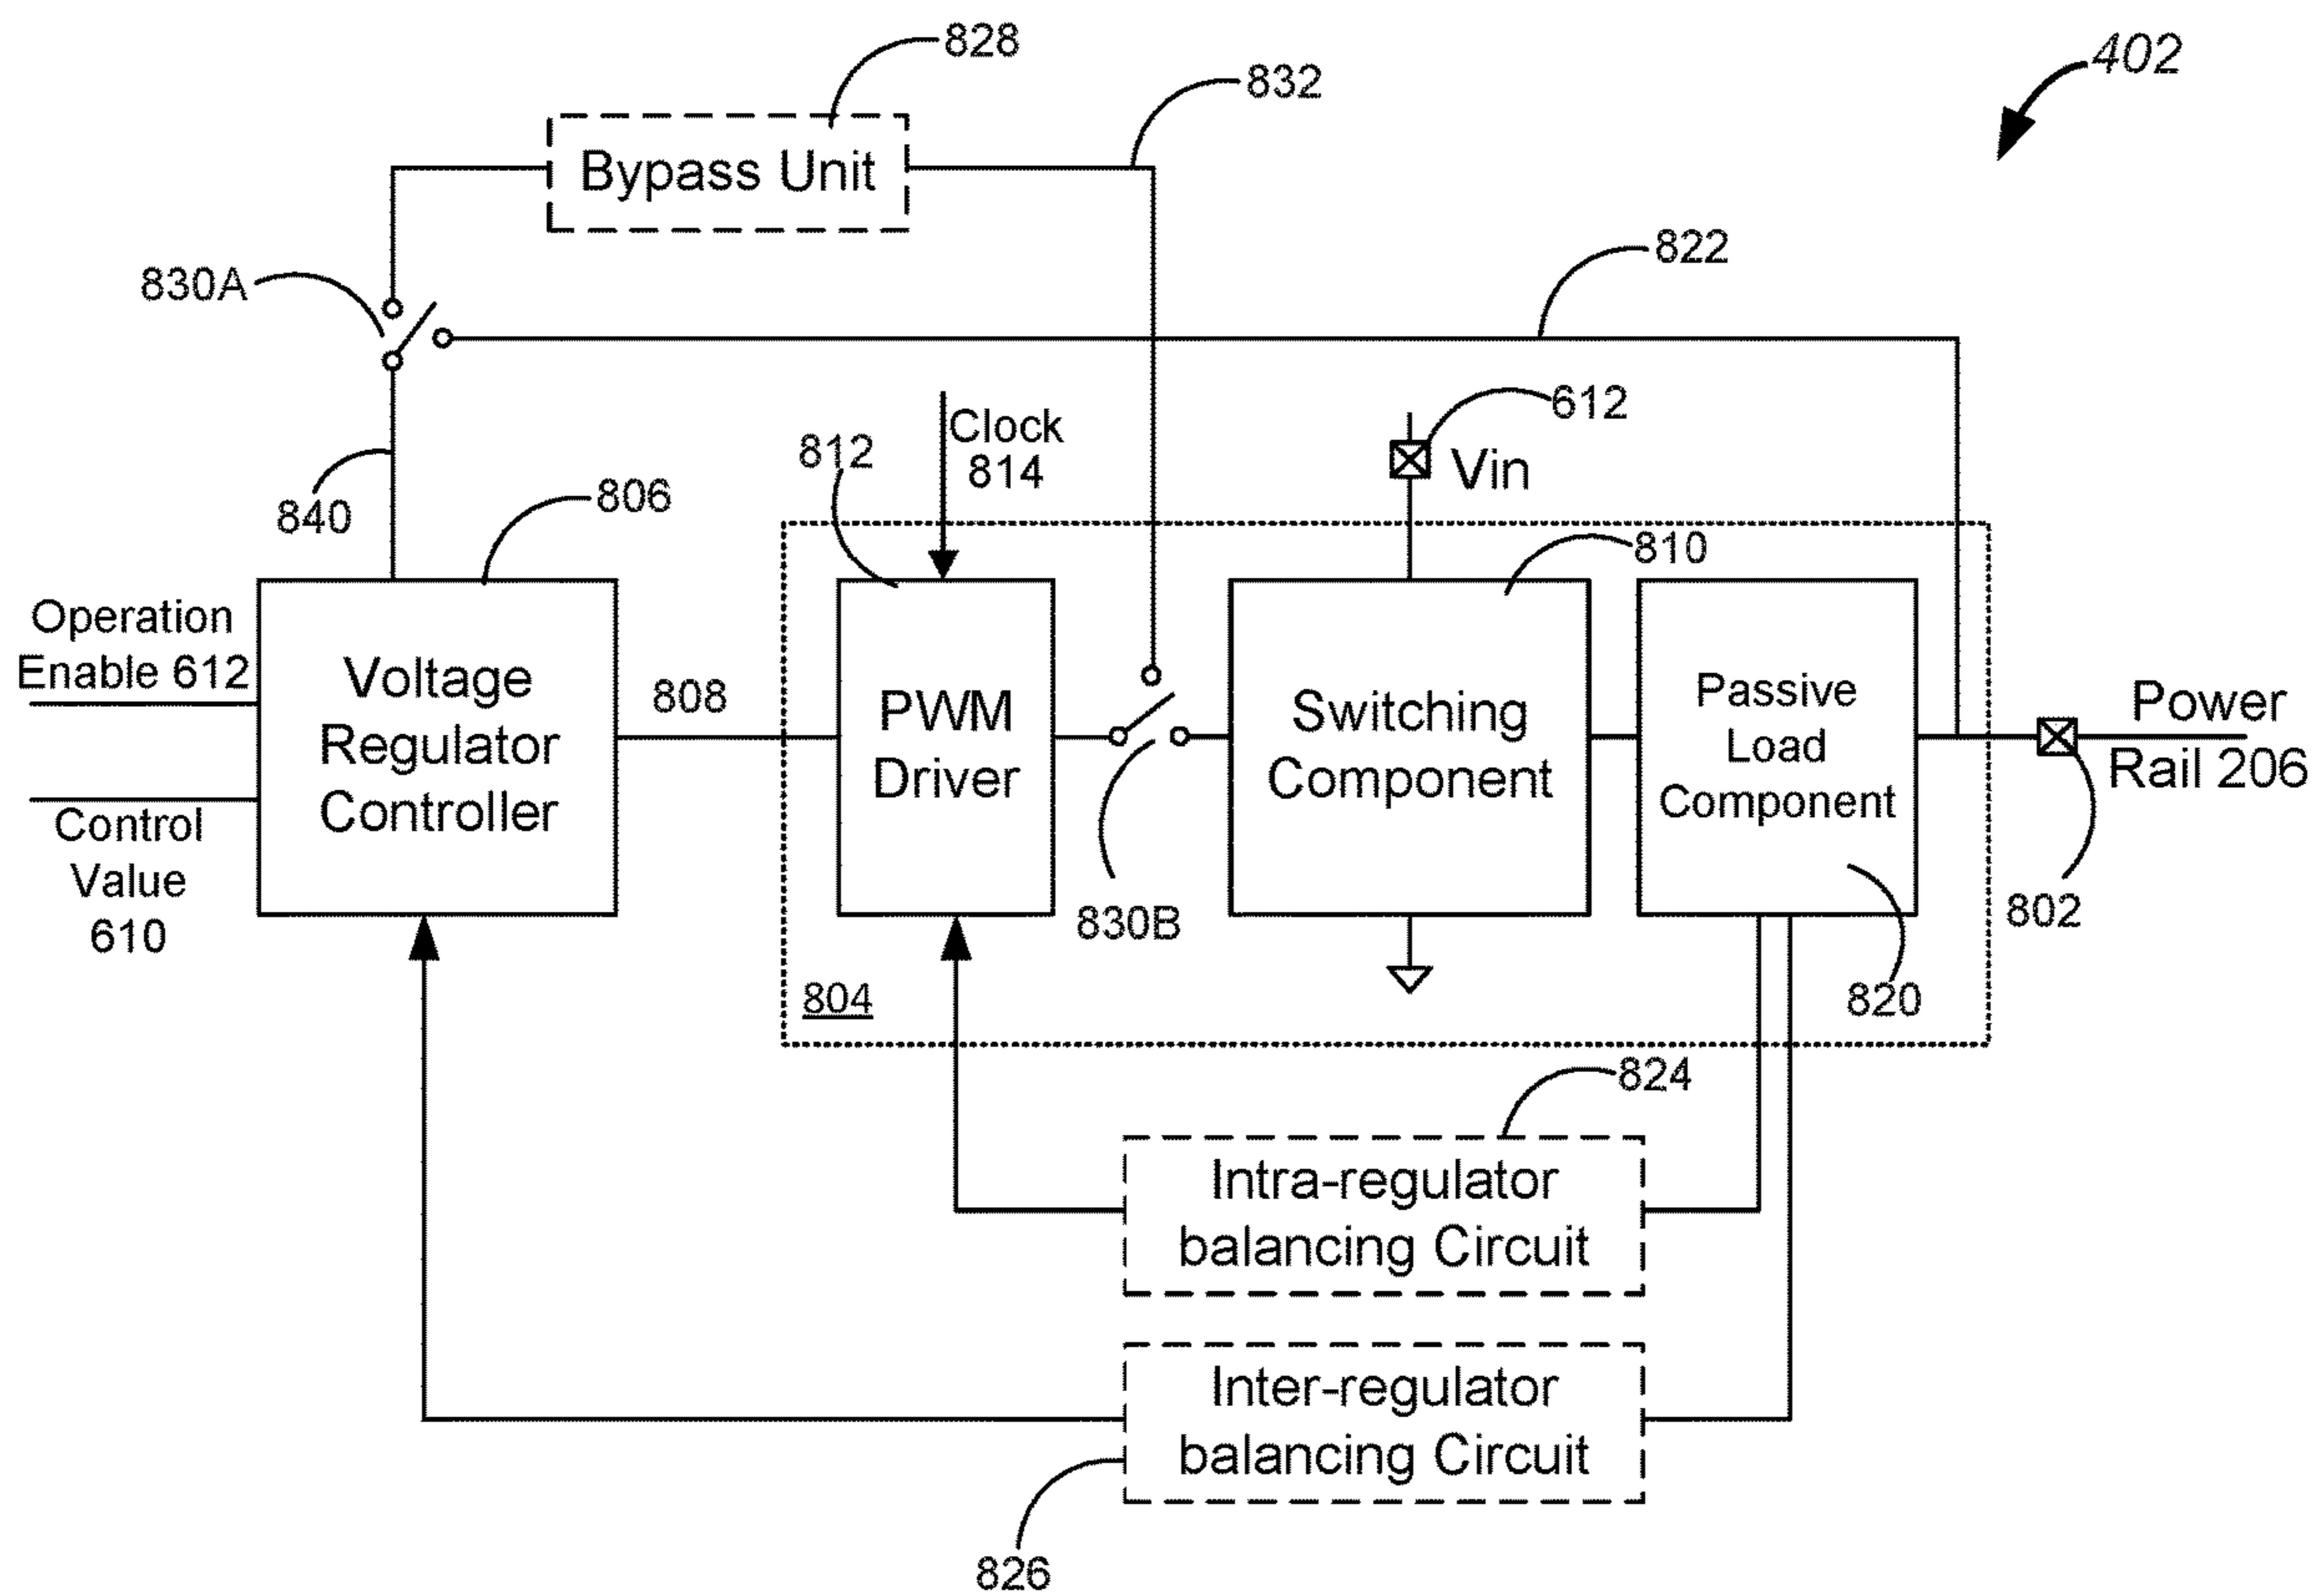 828
832
402
Bypass Unit
822
830A
612
Clock
814
812
Vin
840
806
810
Operation
Enable 612
Voltage
Regulator
Controller
808
PWM
Driver
Switching
Component
Passive
Load
Component
Power
Rail 206
Control
Value
610
830B
802
804
820
824
Intra-regulator
balancing Circuit
Inter-regulator
balancing Circuit
826